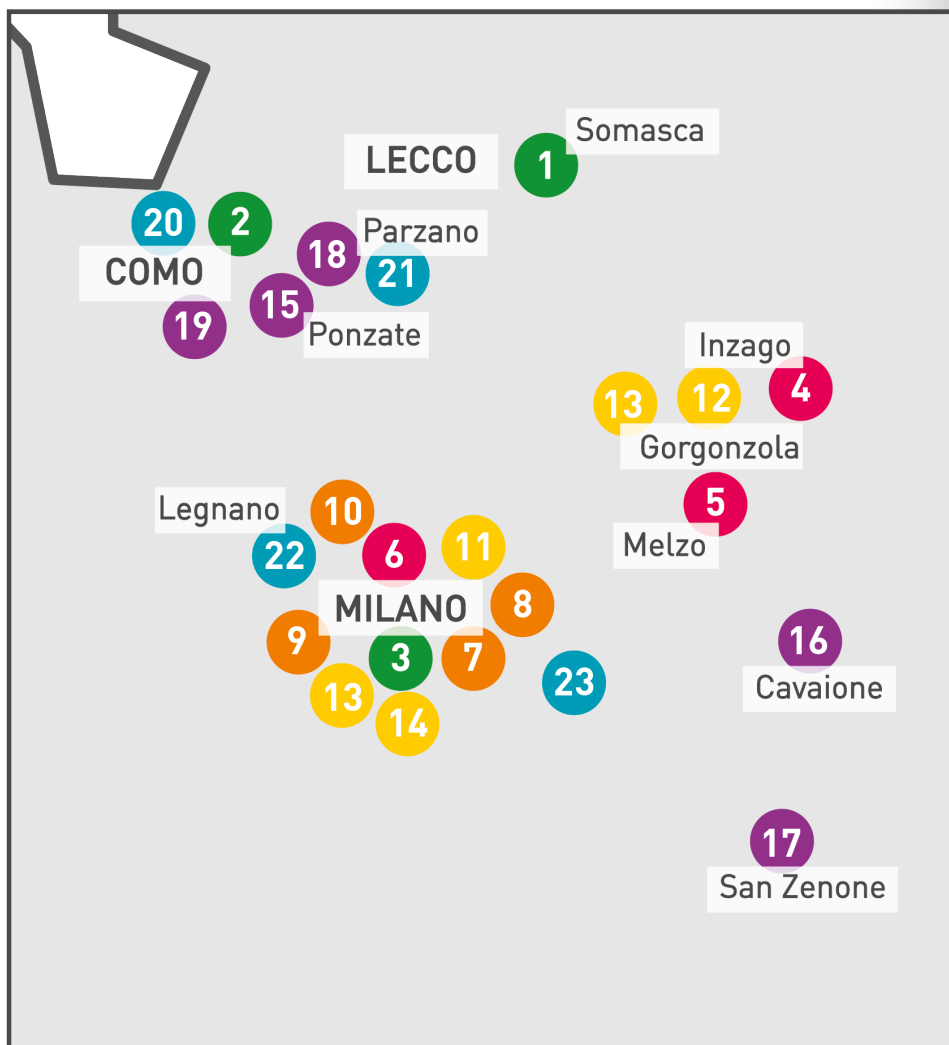 Somasca
LECCO
1
20
2
Parzano
18
COMO
21
15
19
Ponzate
Inzago
4
13
12
Gorgonzola
5
Legnano
10
Melzo
11
22
6
MILANO
8
9
3
7
16
23
Cavaione
13
14
17
San Zenone